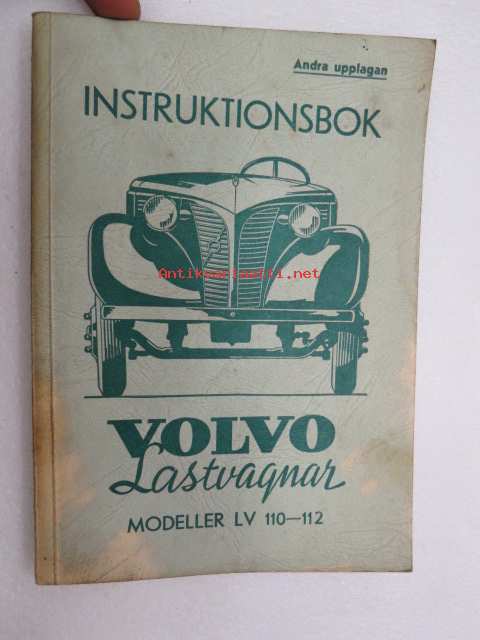 Andra upplagan
INSTRUKTIONSBOK
Antikvariaatti.net
VOLVO
Lastvagnar
MODELLER LV 110—112